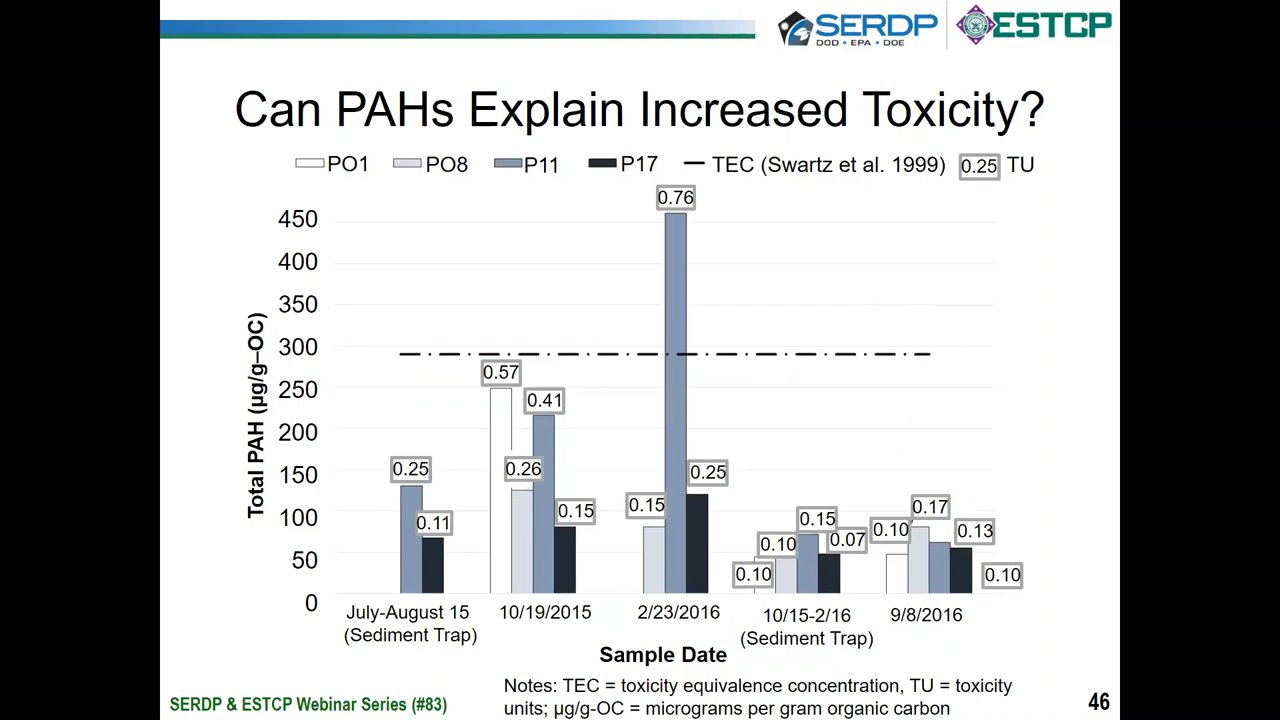 SERDP
DOD • EPA • DOE
ESTCP
Can PAHs Explain Increased Toxicity?
PO1 PO8 P11 P17 TEC (Swartz et al. 1999) 0.25 TU
Total PAH (µg/g–OC)
450
400
350
300
250
200
150
100
50
0
0.25
0.11
0.57
0.26
0.41
0.15
0.15
0.76
0.25
0.10
0.10
0.15
0.07
0.10
0.17
0.13
0.10
July-August 15
(Sediment Trap)
10/19/2015
2/23/2016
10/15-2/16
(Sediment Trap)
9/8/2016
Sample Date
Notes: TEC = toxicity equivalence concentration, TU = toxicity
units; µg/g-OC = micrograms per gram organic carbon
SERDP & ESTCP Webinar Series (#83)
46